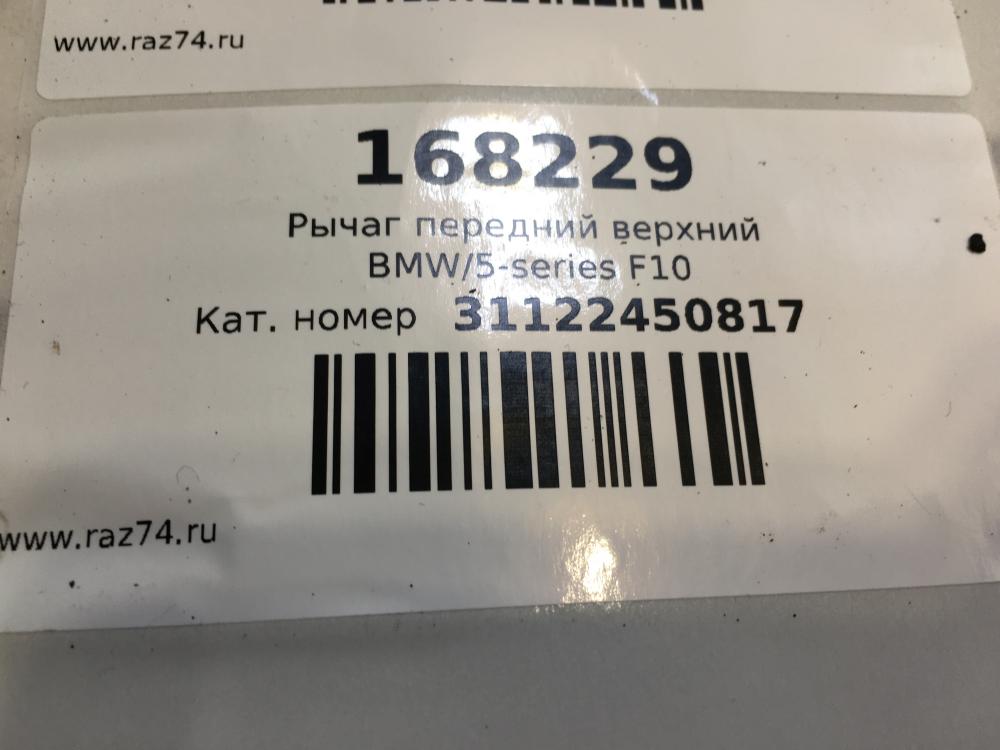 www.raz74.ru
168229
Рычаг передний верхний
BMW/5-series F10
Кат. номер 31122450817
www.raz74.ru